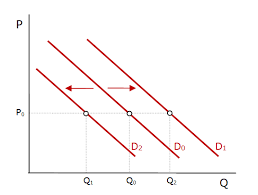 P
P₀
D₂ D₀ D₁
Q₁ Q₀ Q₂ Q